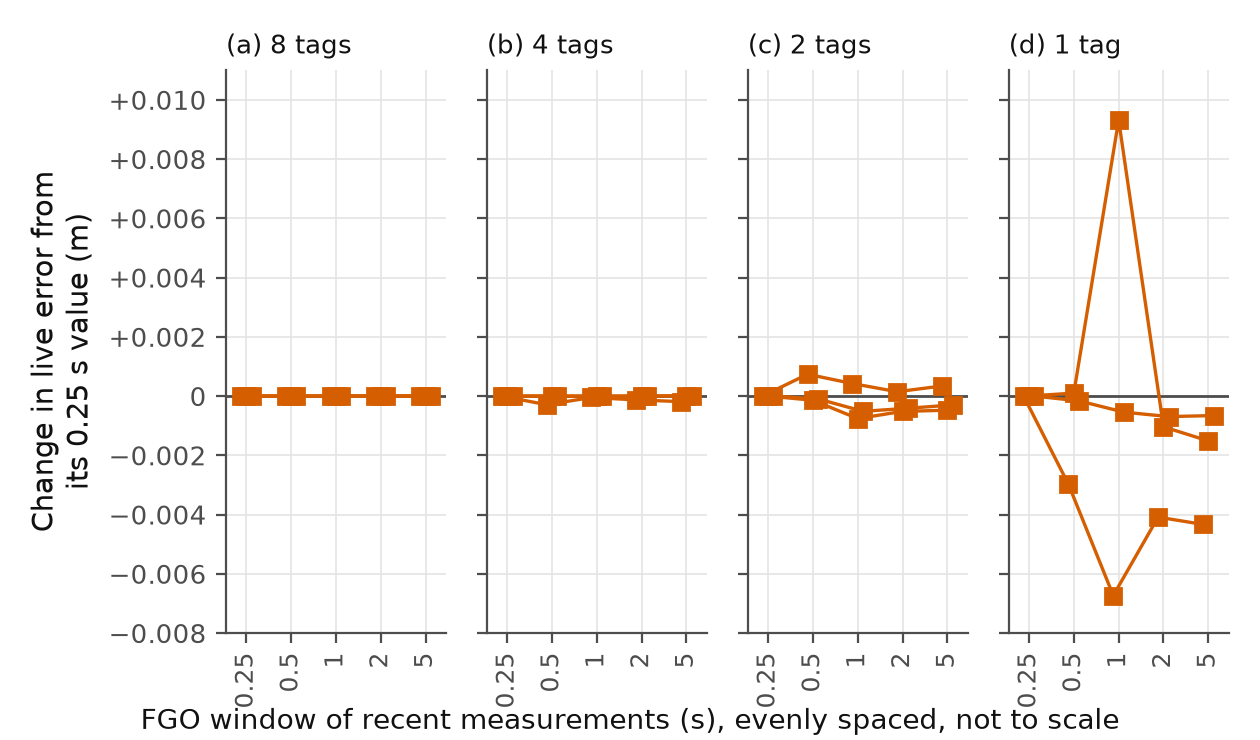 (a) 8 tags
(b) 4 tags
(c) 2 tags
(d) 1 tag
Change in live error from
its 0.25 s value (m)
+0.010
+0.008
+0.006
+0.004
+0.002
0
−0.002
−0.004
−0.006
−0.008
0.25 0.5 1 2 5
0.25 0.5 1 2 5
0.25 0.5 1 2 5
0.25 0.5 1 2 5
FGO window of recent measurements (s), evenly spaced, not to scale